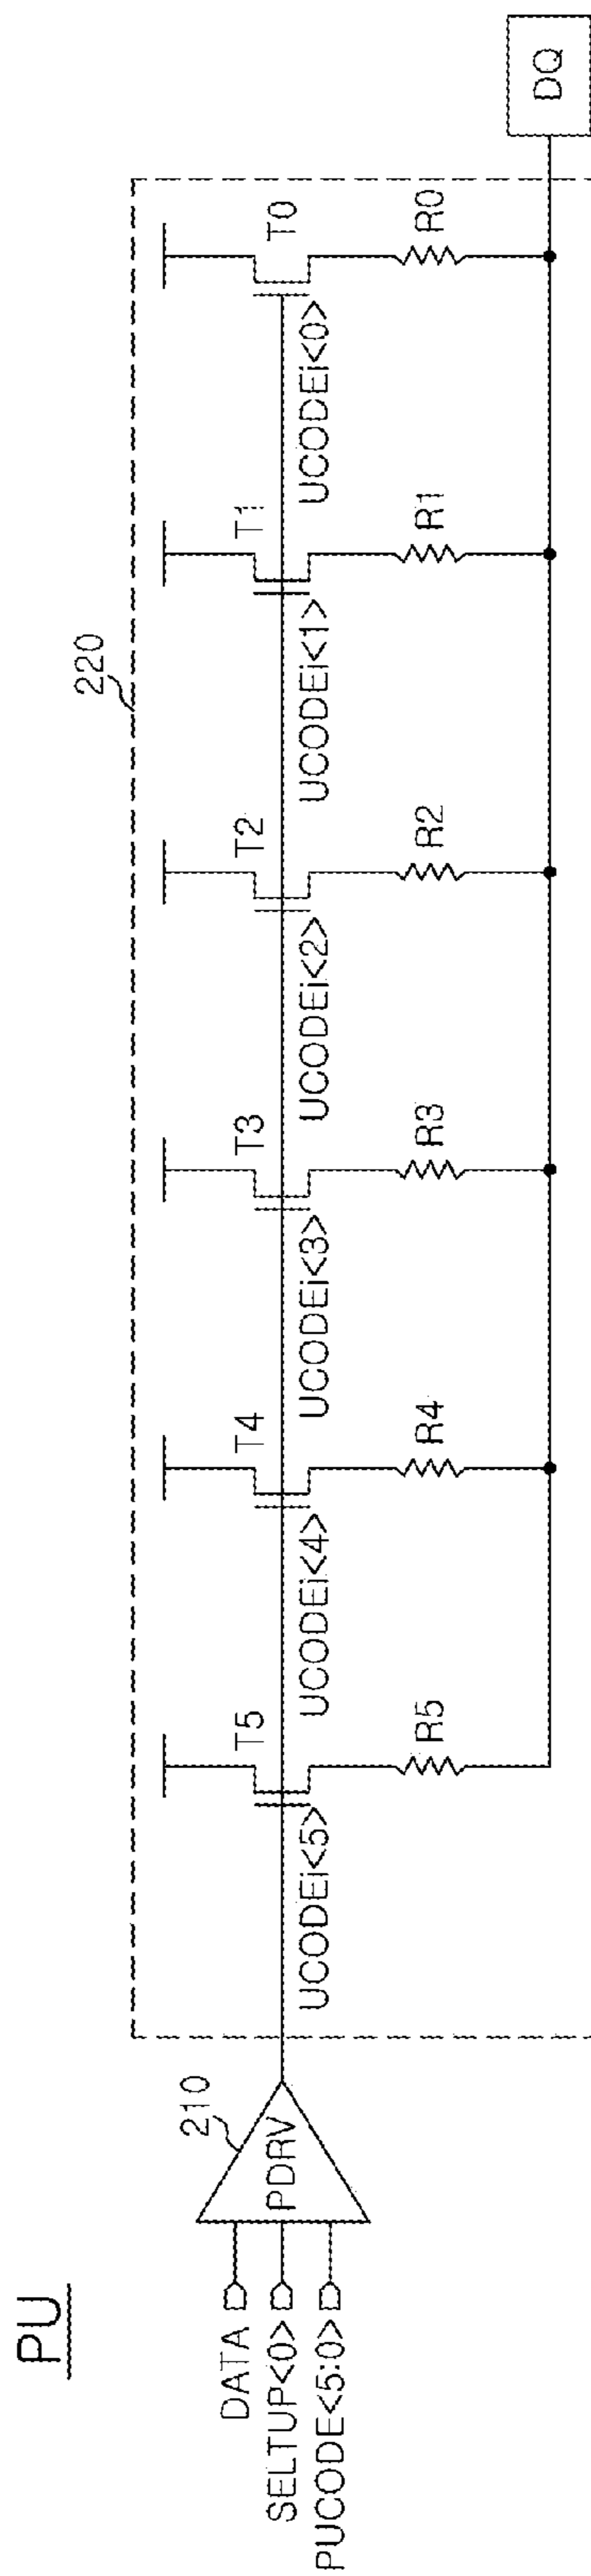 PU
DATA
SELTUP<0>
PUCODE<5:0>
210
PDRV
220
T5
T4
T3
T2
T1
T0
UCODEi<5>
UCODEi<4>
UCODEi<3>
UCODEi<2>
UCODEi<1>
UCODEi<0>
R5
R4
R3
R2
R1
R0
DQ